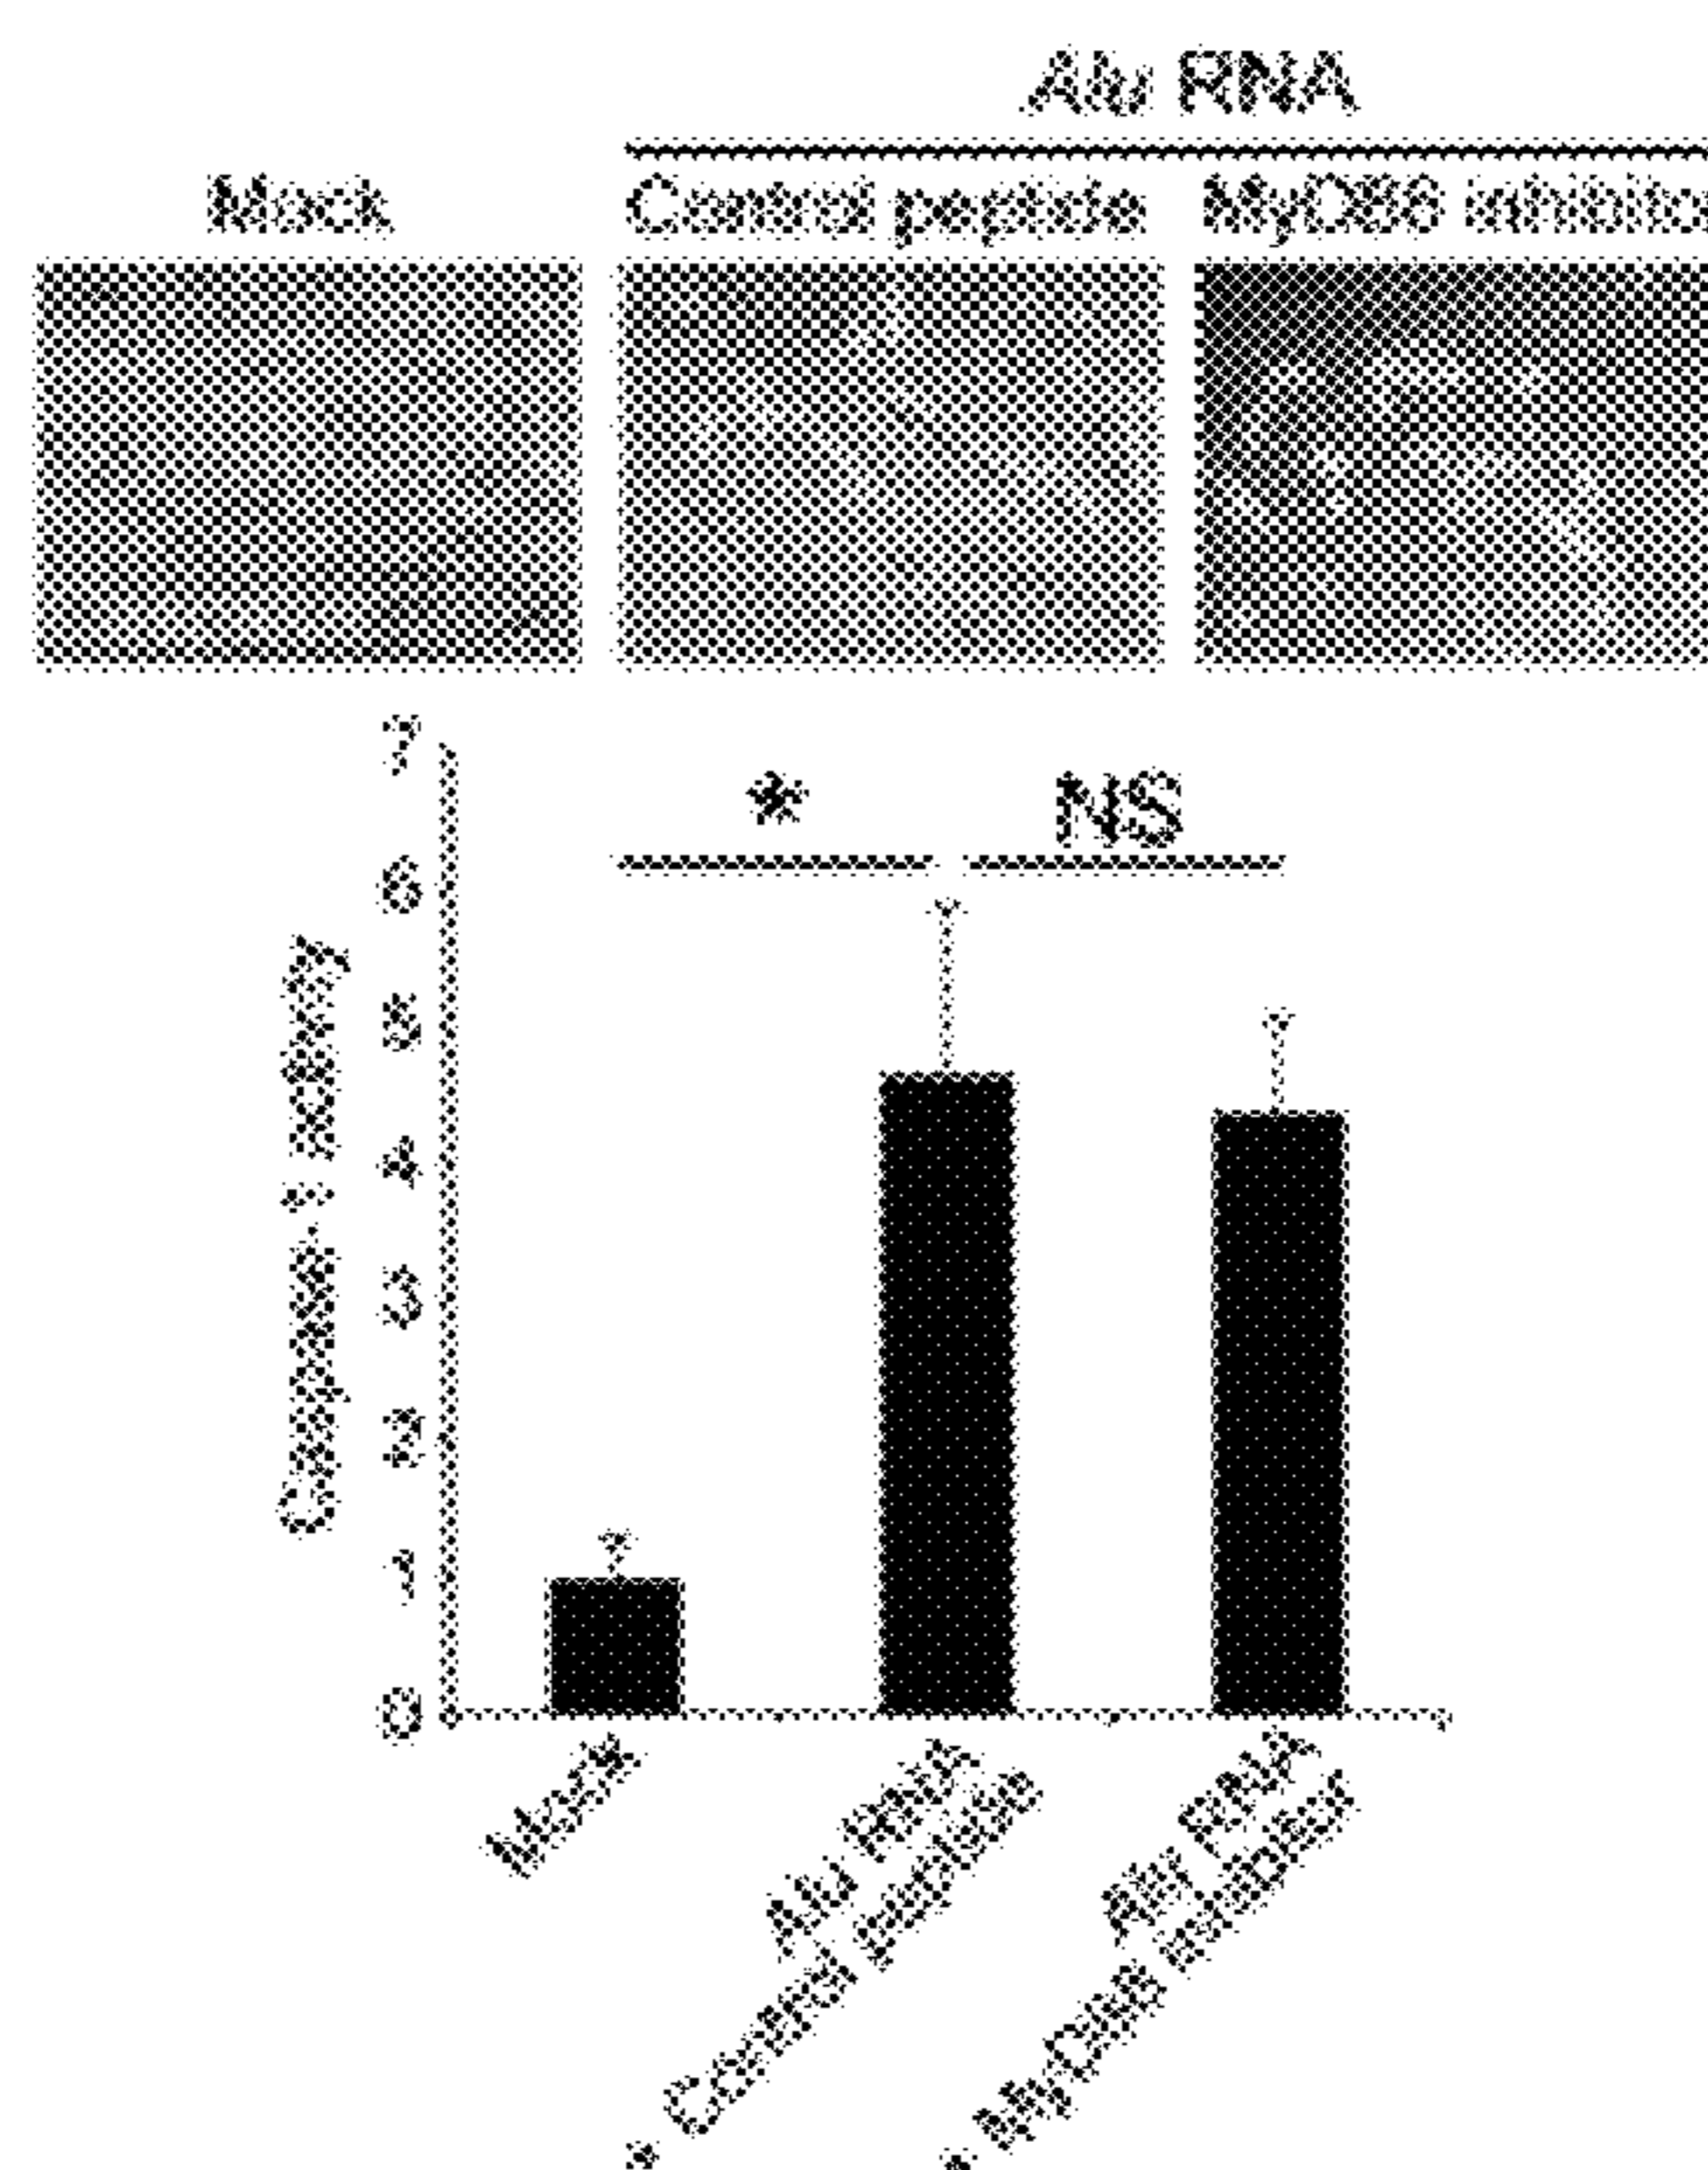 Alu RNA
Mock
Control peptide
MyD88 inhibito
7
* NS
6
5
4
3
2
1
0
Caspase-1 activity
Mock
Alu RNA
+ Control peptide
Alu RNA
+ MyD88